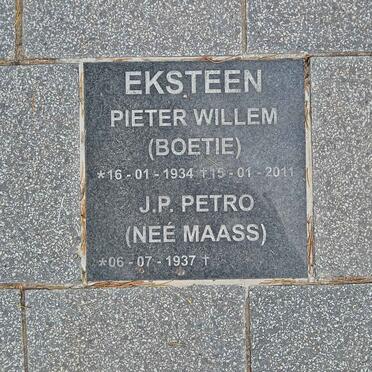 EKSTEEN
PIETER WILLEM
(BOETIE)
*16 - 01 - 1934 †15 - 01 - 2011
J.P. PETRO
(NEÉ MAASS)
*06 - 07 - 1937 †